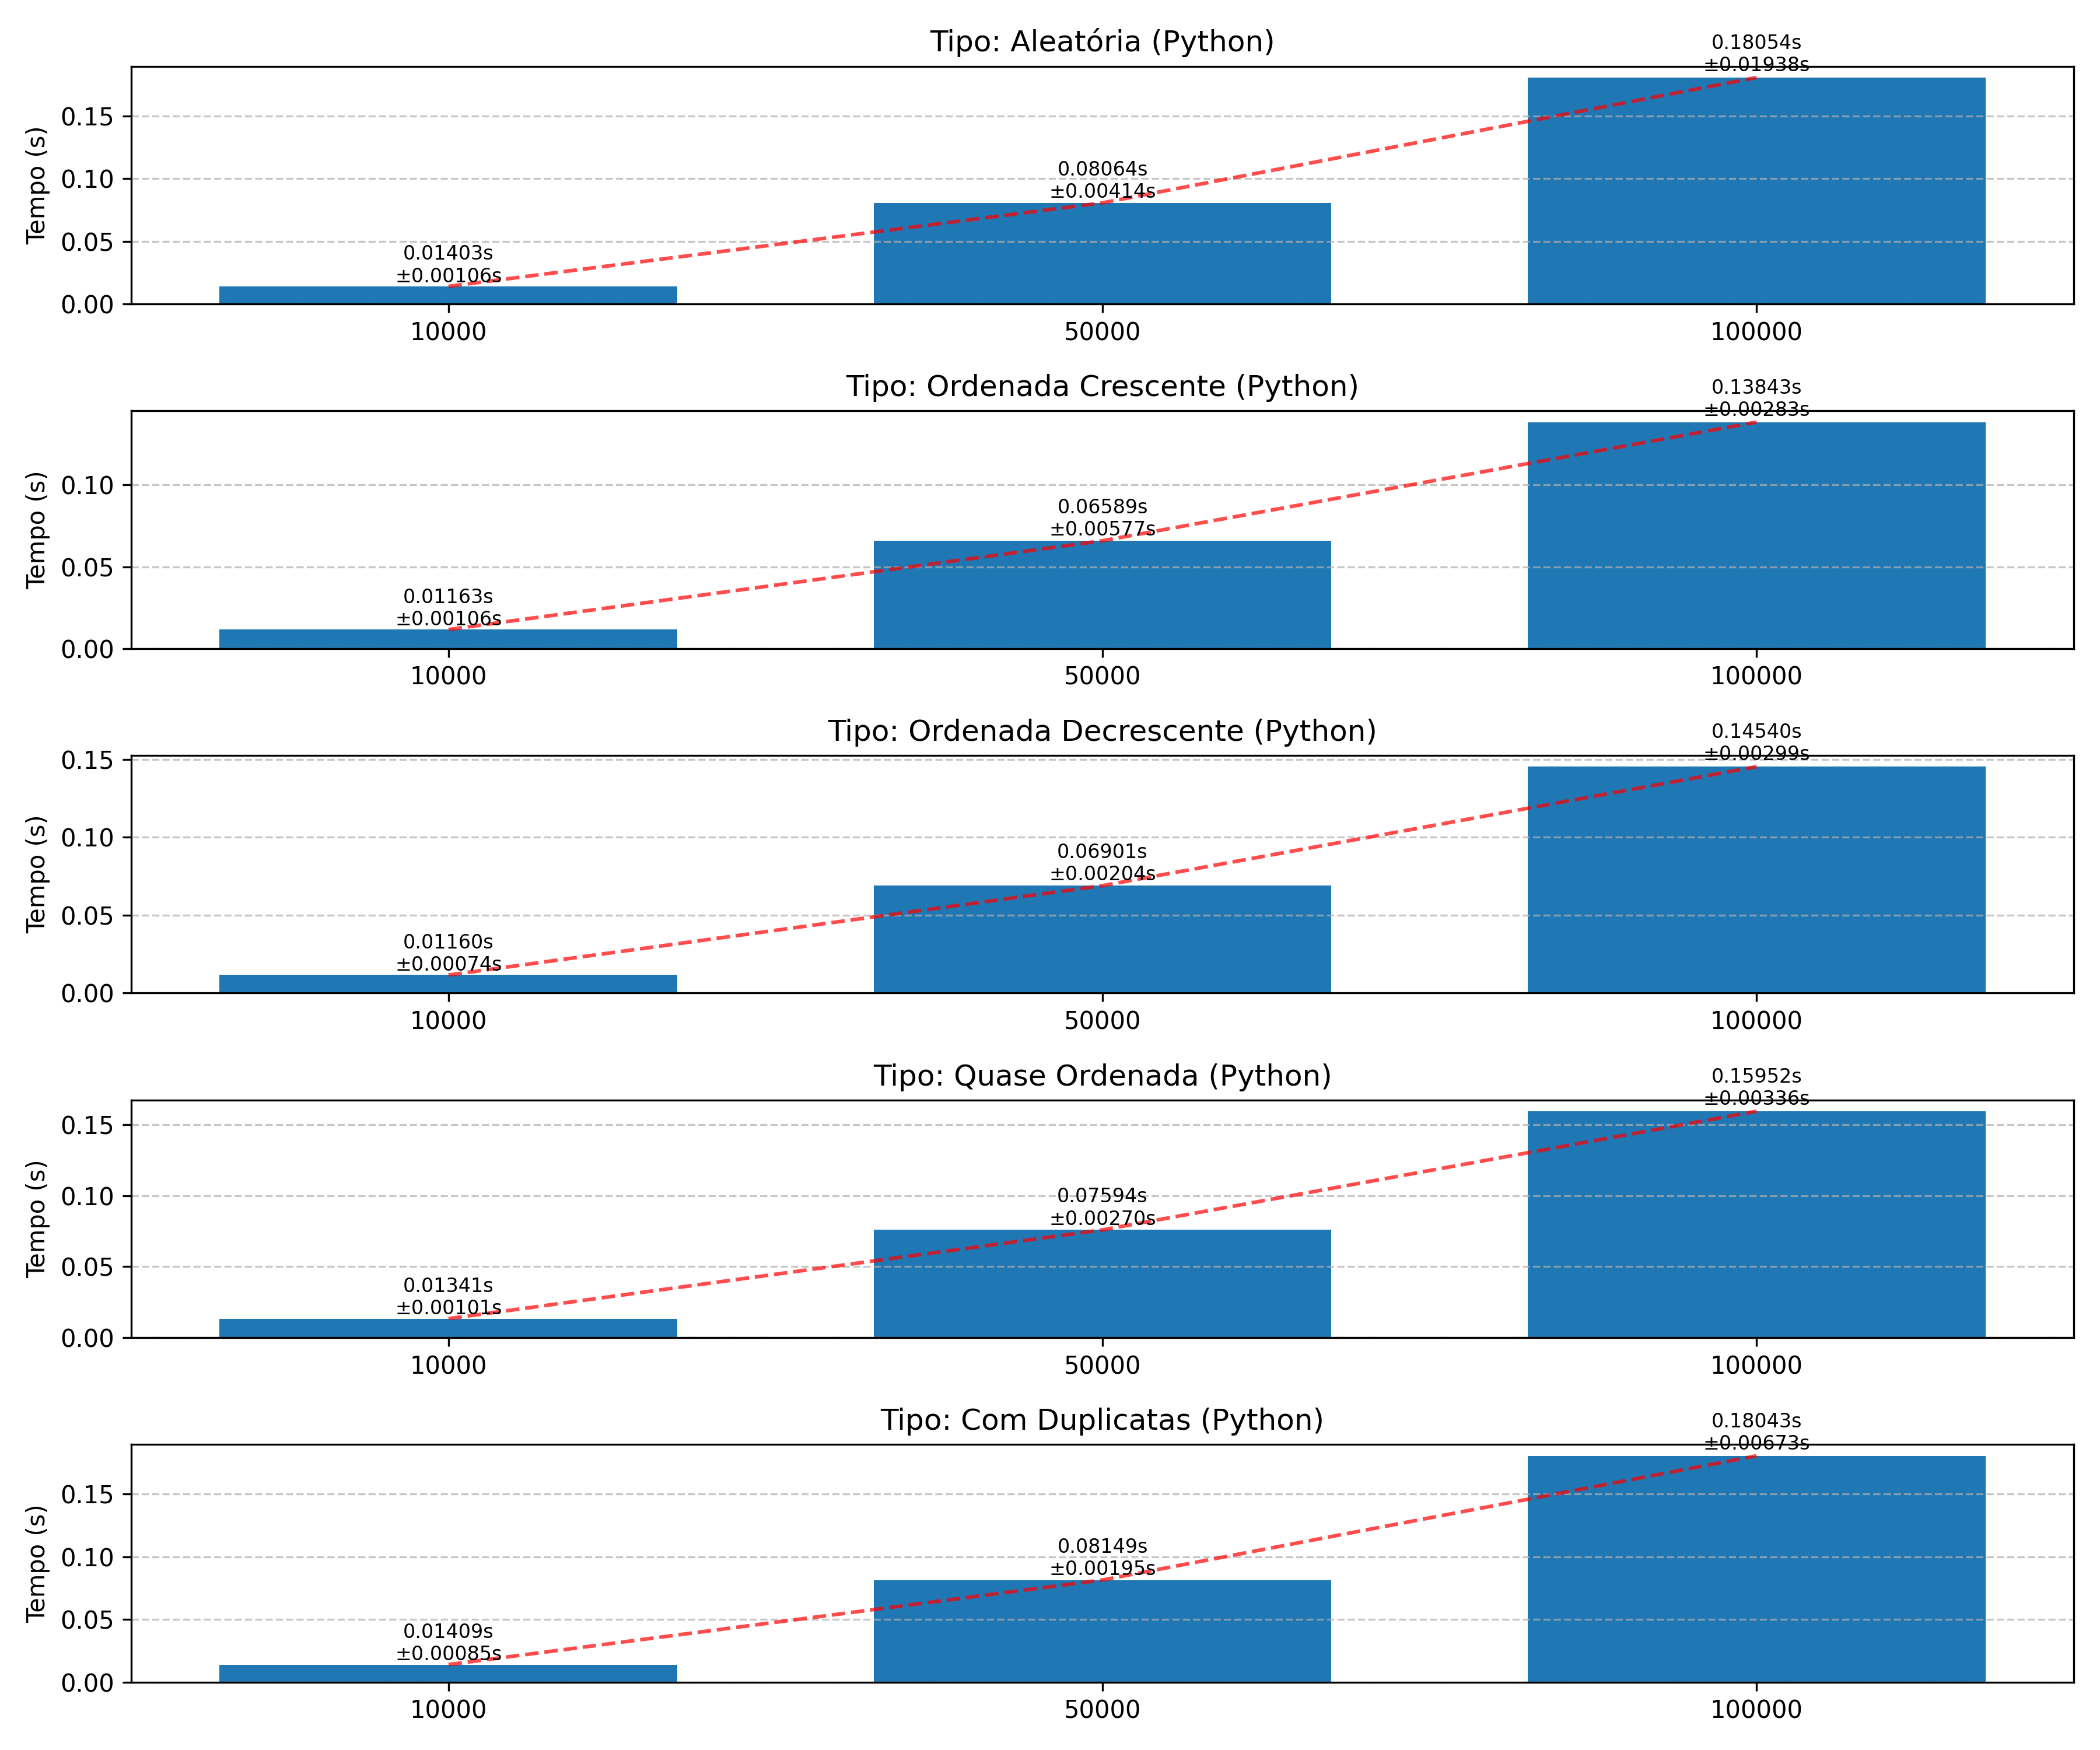 Tipo: Aleatória (Python)
0.18054s
±0.01938s
0.15
0.08064s
±0.00414s
0.10
0.05
0.01403s
±0.00106s
0.00
Tempo (s)
10000
50000
100000
Tipo: Ordenada Crescente (Python)
0.13843s
±0.00283s
0.10
0.06589s
±0.00577s
0.05
0.01163s
±0.00106s
0.00
Tempo (s)
10000
50000
100000
Tipo: Ordenada Decrescente (Python)
0.14540s
±0.00299s
0.15
0.10
0.06901s
±0.00204s
0.05
0.01160s
±0.00074s
0.00
Tempo (s)
10000
50000
100000
Tipo: Quase Ordenada (Python)
0.15952s
±0.00336s
0.15
0.10
0.07594s
±0.00270s
0.05
0.01341s
±0.00101s
0.00
Tempo (s)
10000
50000
100000
Tipo: Com Duplicatas (Python)
0.18043s
±0.00673s
0.15
0.10
0.08149s
±0.00195s
0.05
0.01409s
±0.00085s
0.00
Tempo (s)
10000
50000
100000